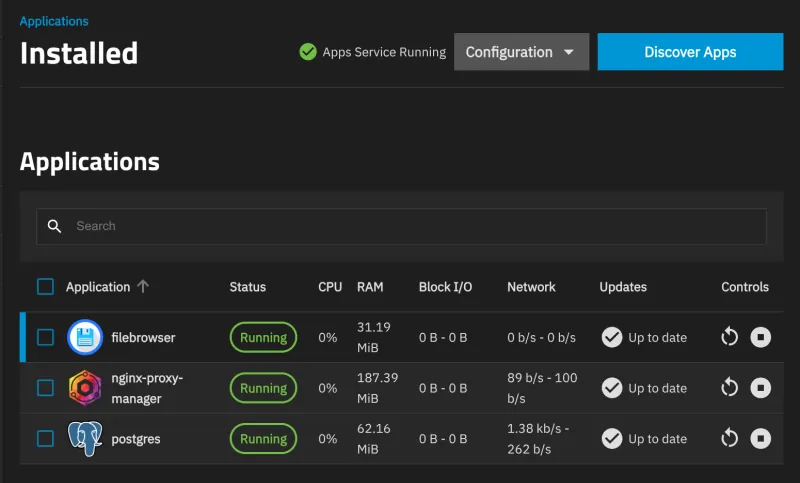 Applications
Installed
Apps Service Running
Configuration
Discover Apps
Applications
Search
Application Status CPU RAM Block I/O Network Updates Controls
filebrowser Running 0% 31.19 MiB 0 B - 0 B 0 b/s - 0 b/s Up to date
nginx-proxy-manager Running 0% 187.39 MiB 0 B - 0 B 89 b/s - 100 b/s Up to date
postgres Running 0% 62.16 MiB 0 B - 0 B 1.38 kb/s - 262 b/s Up to date